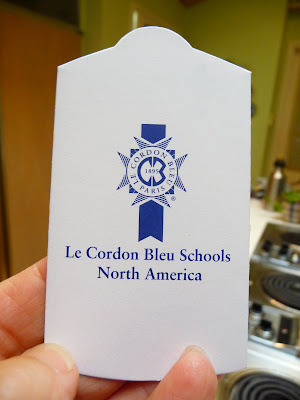 LE CORDON BLEU
1895
PARIS
®
Le Cordon Bleu Schools
North America